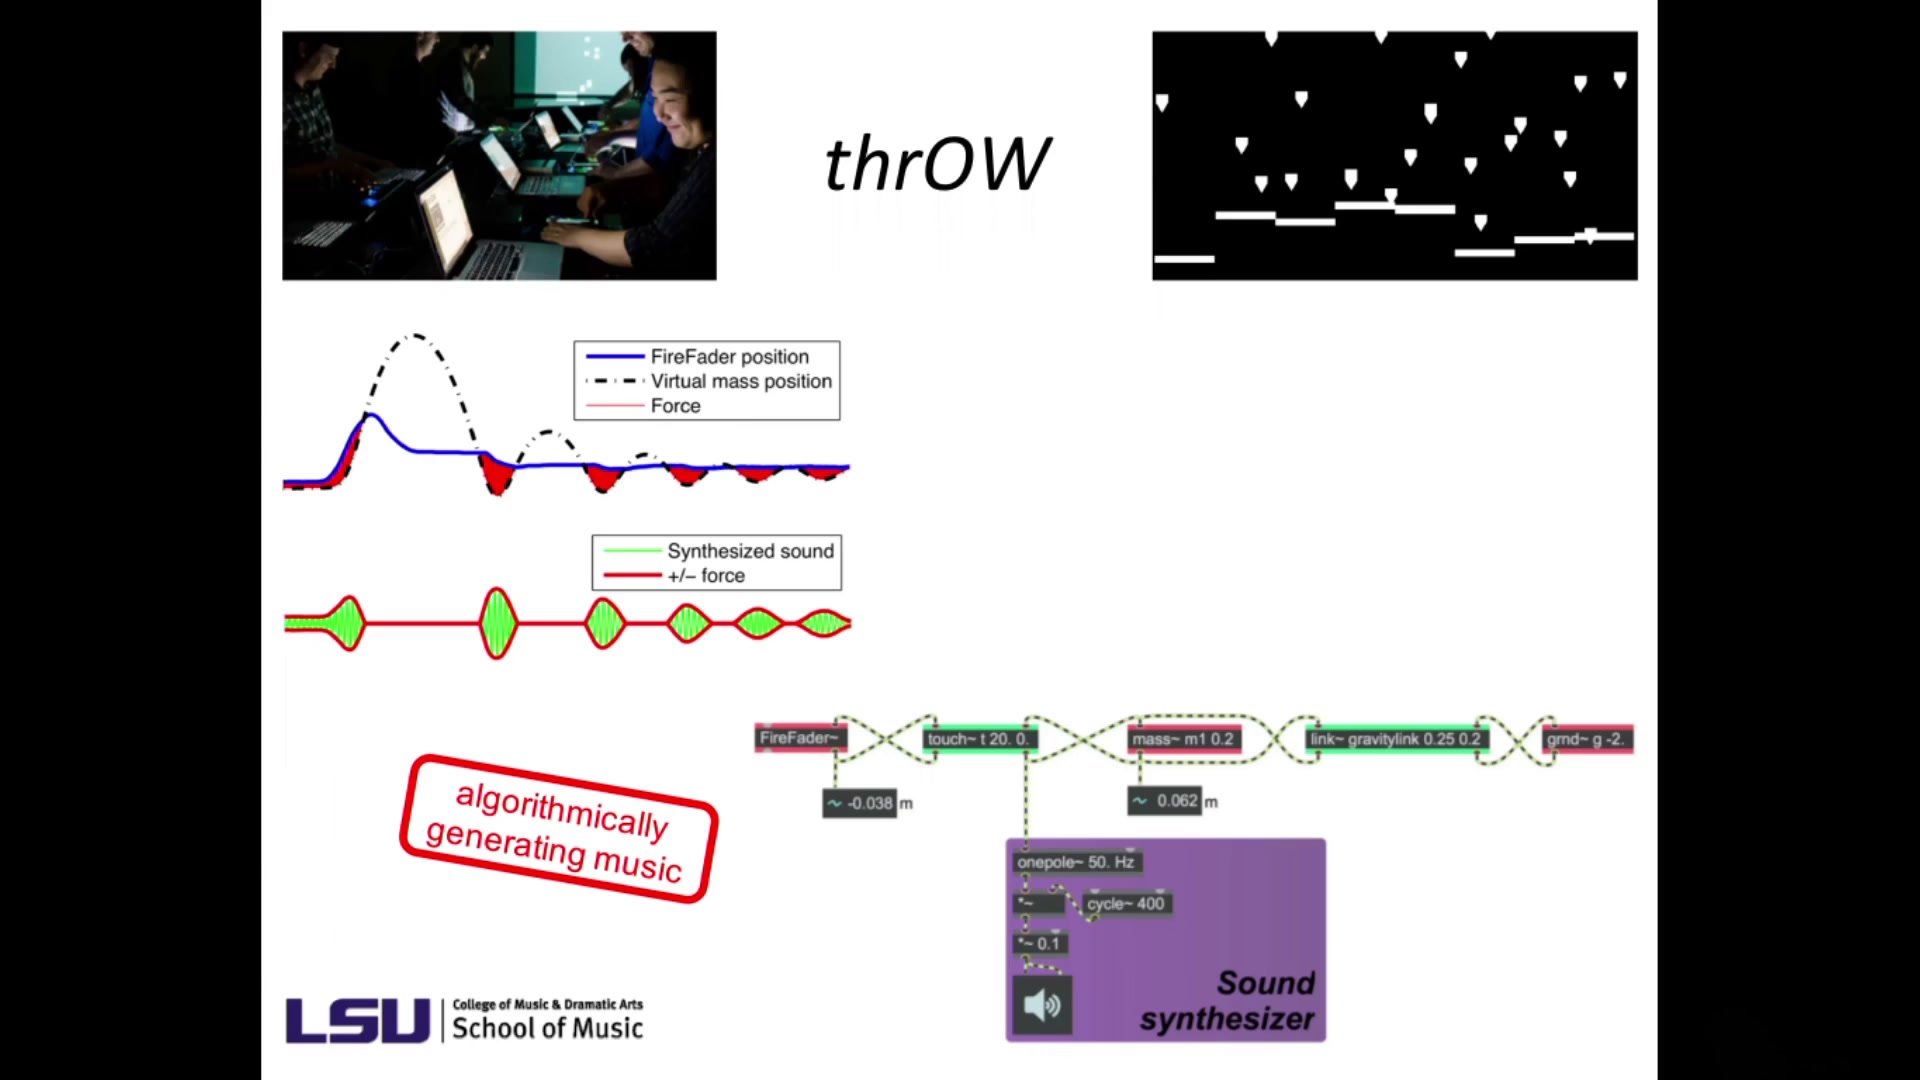 thrOW
FireFader position
Virtual mass position
Force
Synthesized sound
+/− force
FireFader~
touch~ t 20. 0.
mass~ m1 0.2
link~ gravitylink 0.25 0.2
grnd~ g -2.
~ -0.038 m
~ 0.062 m
algorithmically
generating music
onepole~ 50. Hz
*~
cycle~ 400
*~ 0.1
Sound
synthesizer
LSU
College of Music & Dramatic Arts
School of Music